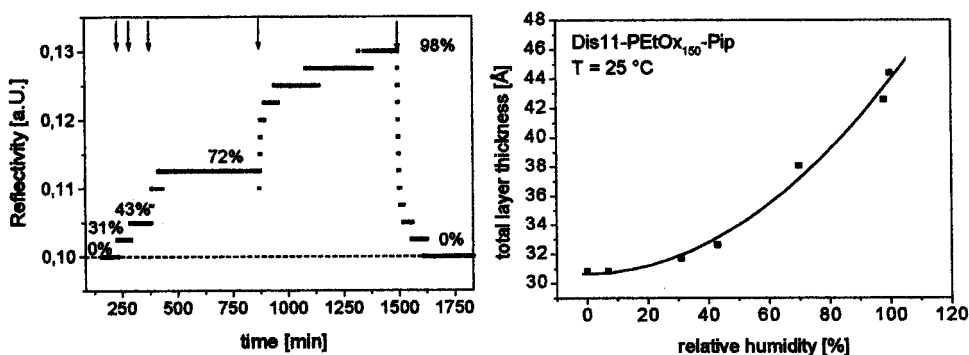 0,13
0,12
0,11
0,10
Reflectivity [a.U.]
98%
72%
43%"
31%
0%
0%
250 500 750 1000 1250 1500 1750
time [min]
48
46
44
42
40
38
36
34
32
30
total layer thickness [Å]
Dis11-PEtOx₁₅₀-Pip
T = 25 °C
0 20 40 60 80 100 120
relative humidity [%]